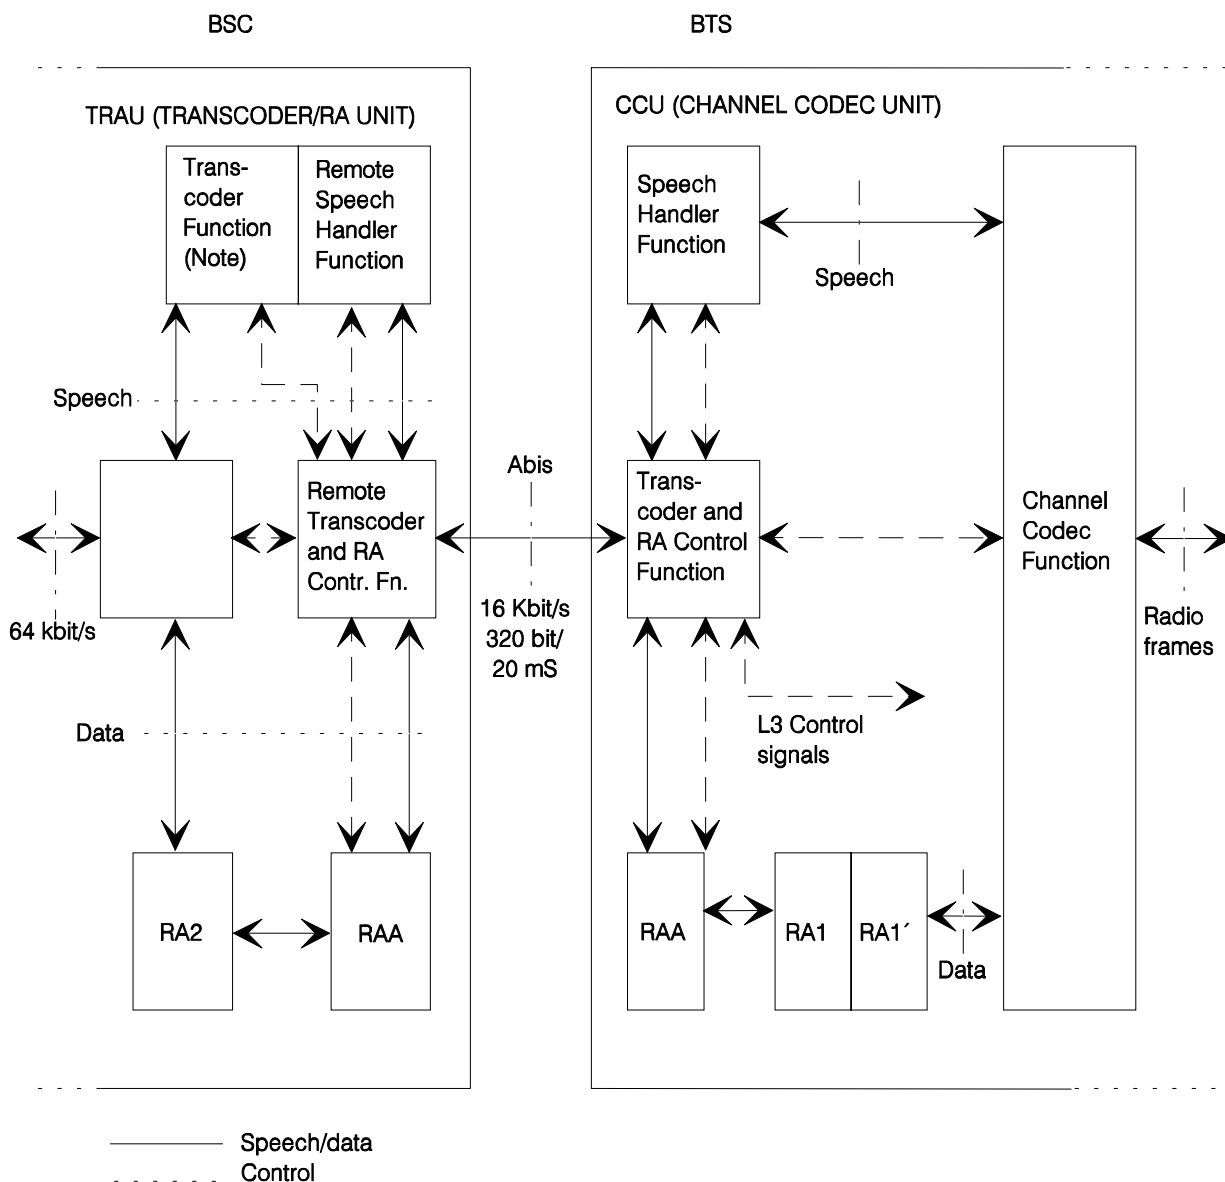 BSC
BTS
TRAU (TRANSCODER/RA UNIT)
CCU (CHANNEL CODEC UNIT)
Trans-
coder
Function
(Note)
Remote
Speech
Handler
Function
Speech
Handler
Function
Speech
Speech
Abis
Remote
Transcoder
and RA
Contr. Fn.
Trans-
coder and
RA Control
Function
Channel
Codec
Function
64 kbit/s
16 Kbit/s
320 bit/
20 mS
Radio
frames
L3 Control
signals
Data
RA2
RAA
RAA
RA1
RA1´
Data
Speech/data
Control